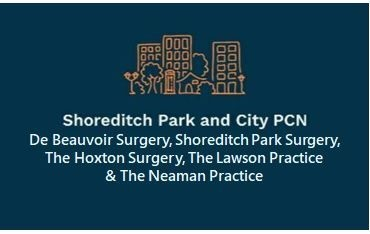 Shoreditch Park and City PCN
De Beauvoir Surgery, Shoreditch Park Surgery,
The Hoxton Surgery, The Lawson Practice
& The Neaman Practice